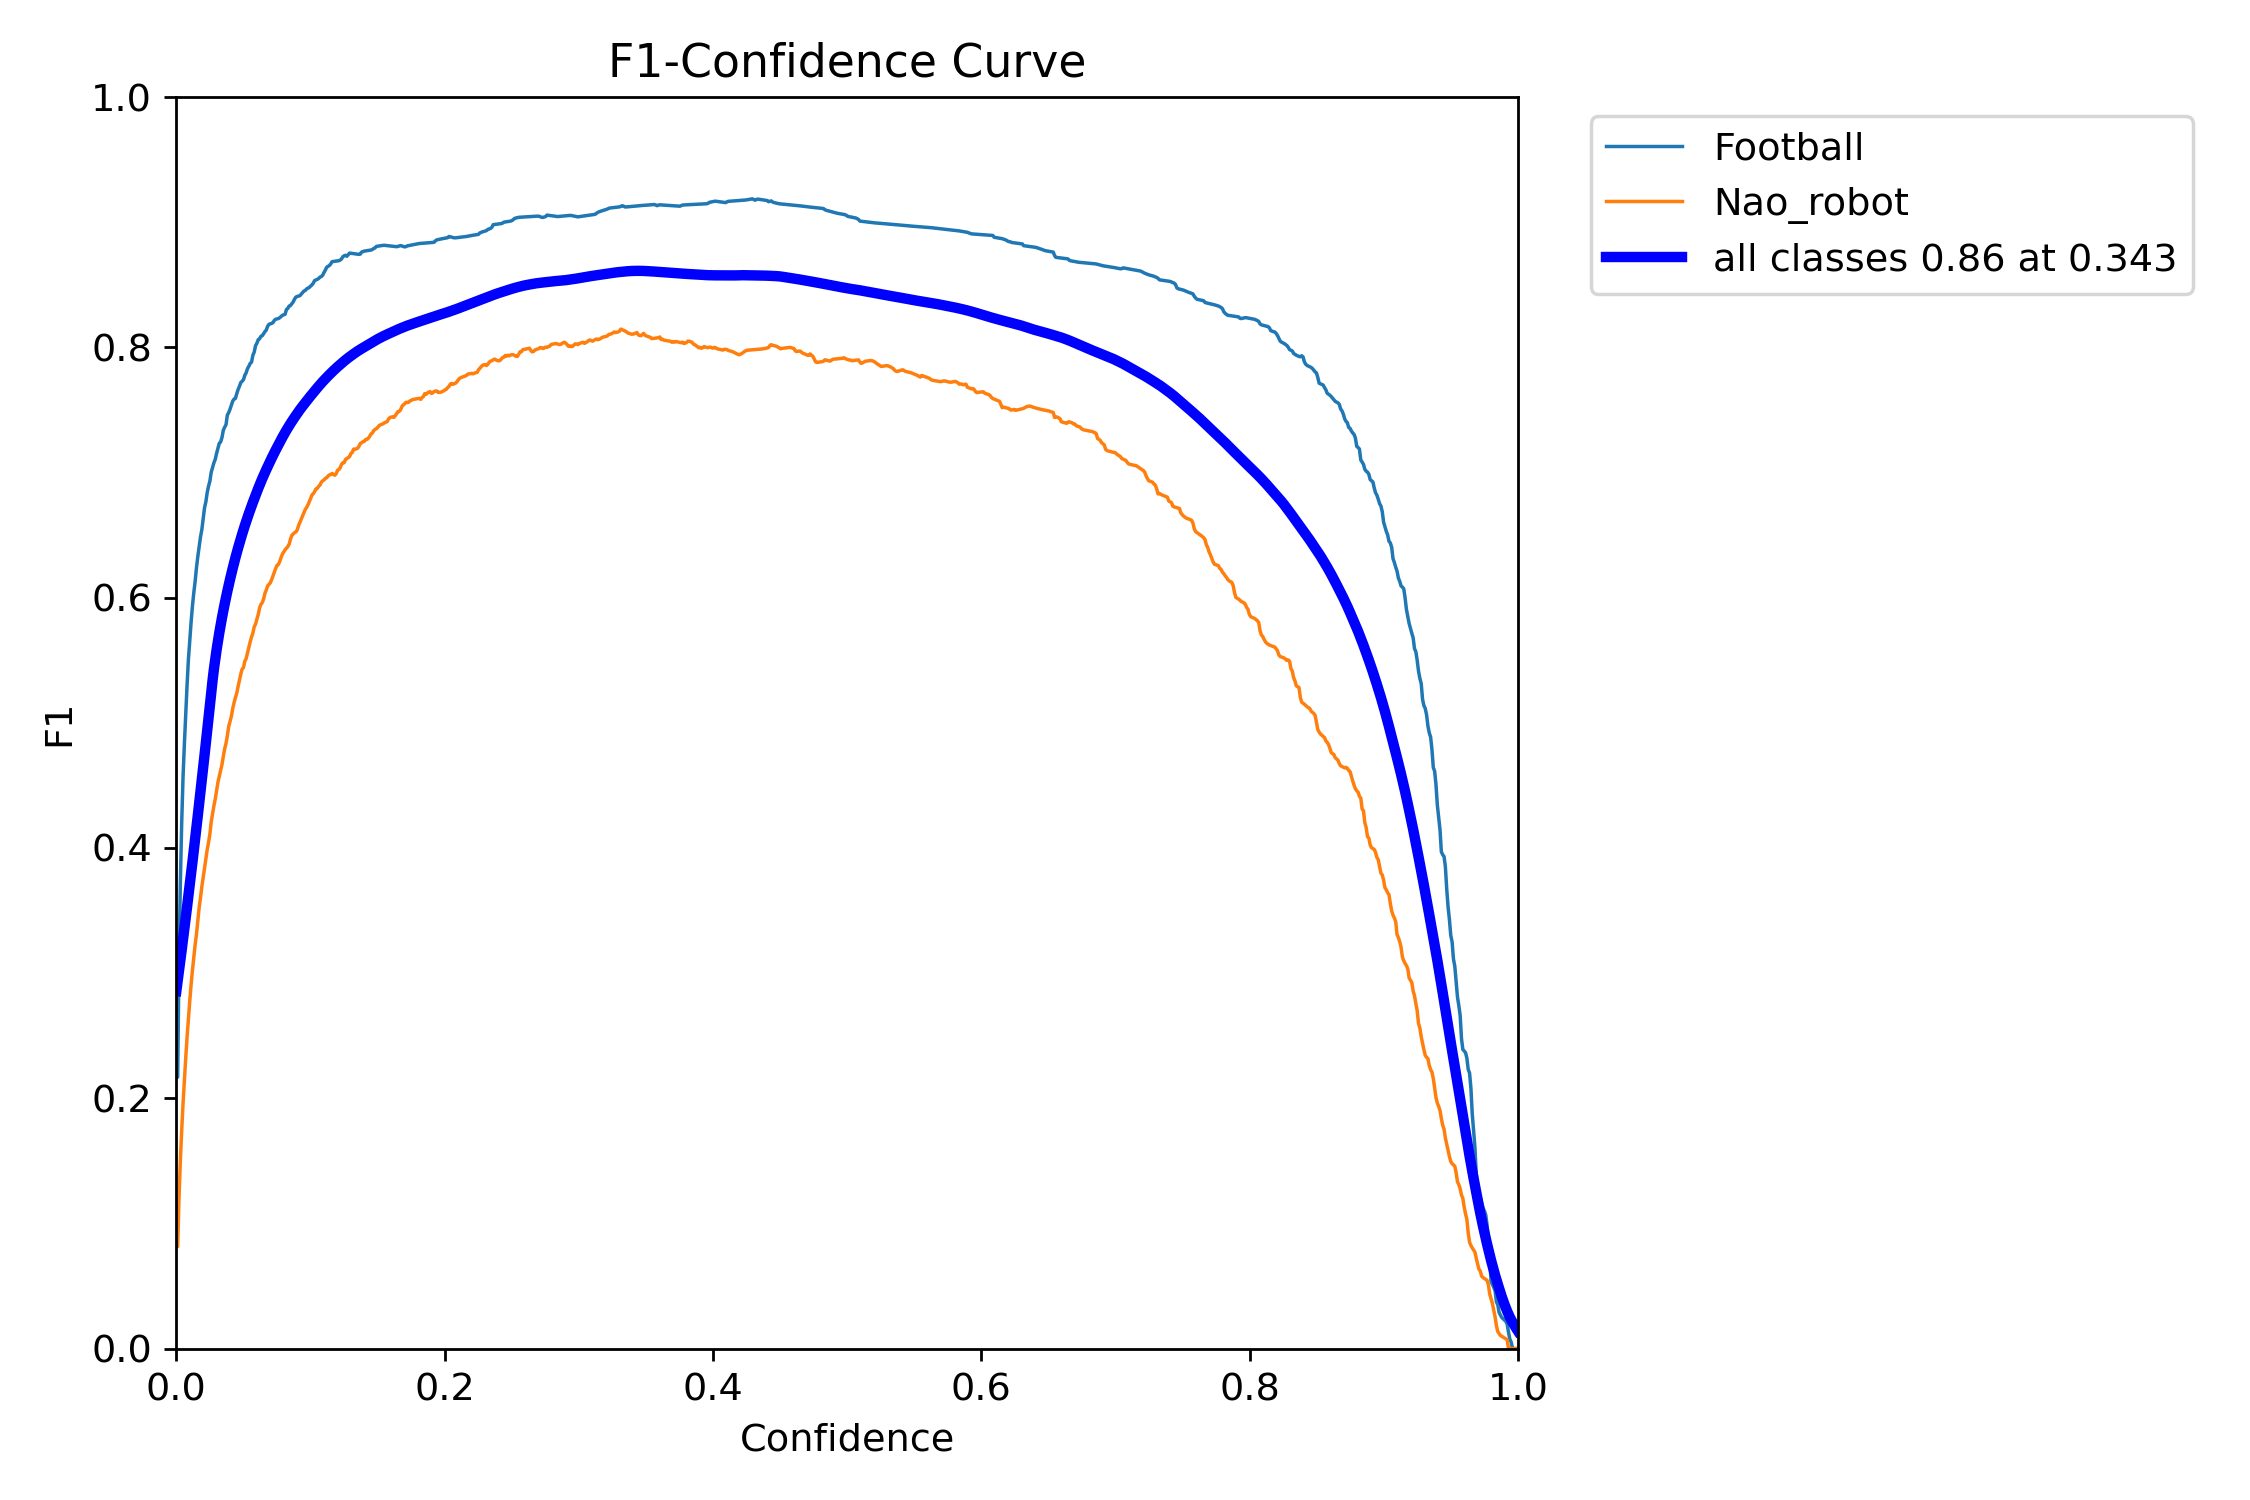 F1-Confidence Curve
1.0
0.8
0.6
0.4
0.2
0.0
F1
0.0 0.2 0.4 0.6 0.8 1.0
Confidence
Football
Nao_robot
all classes 0.86 at 0.343